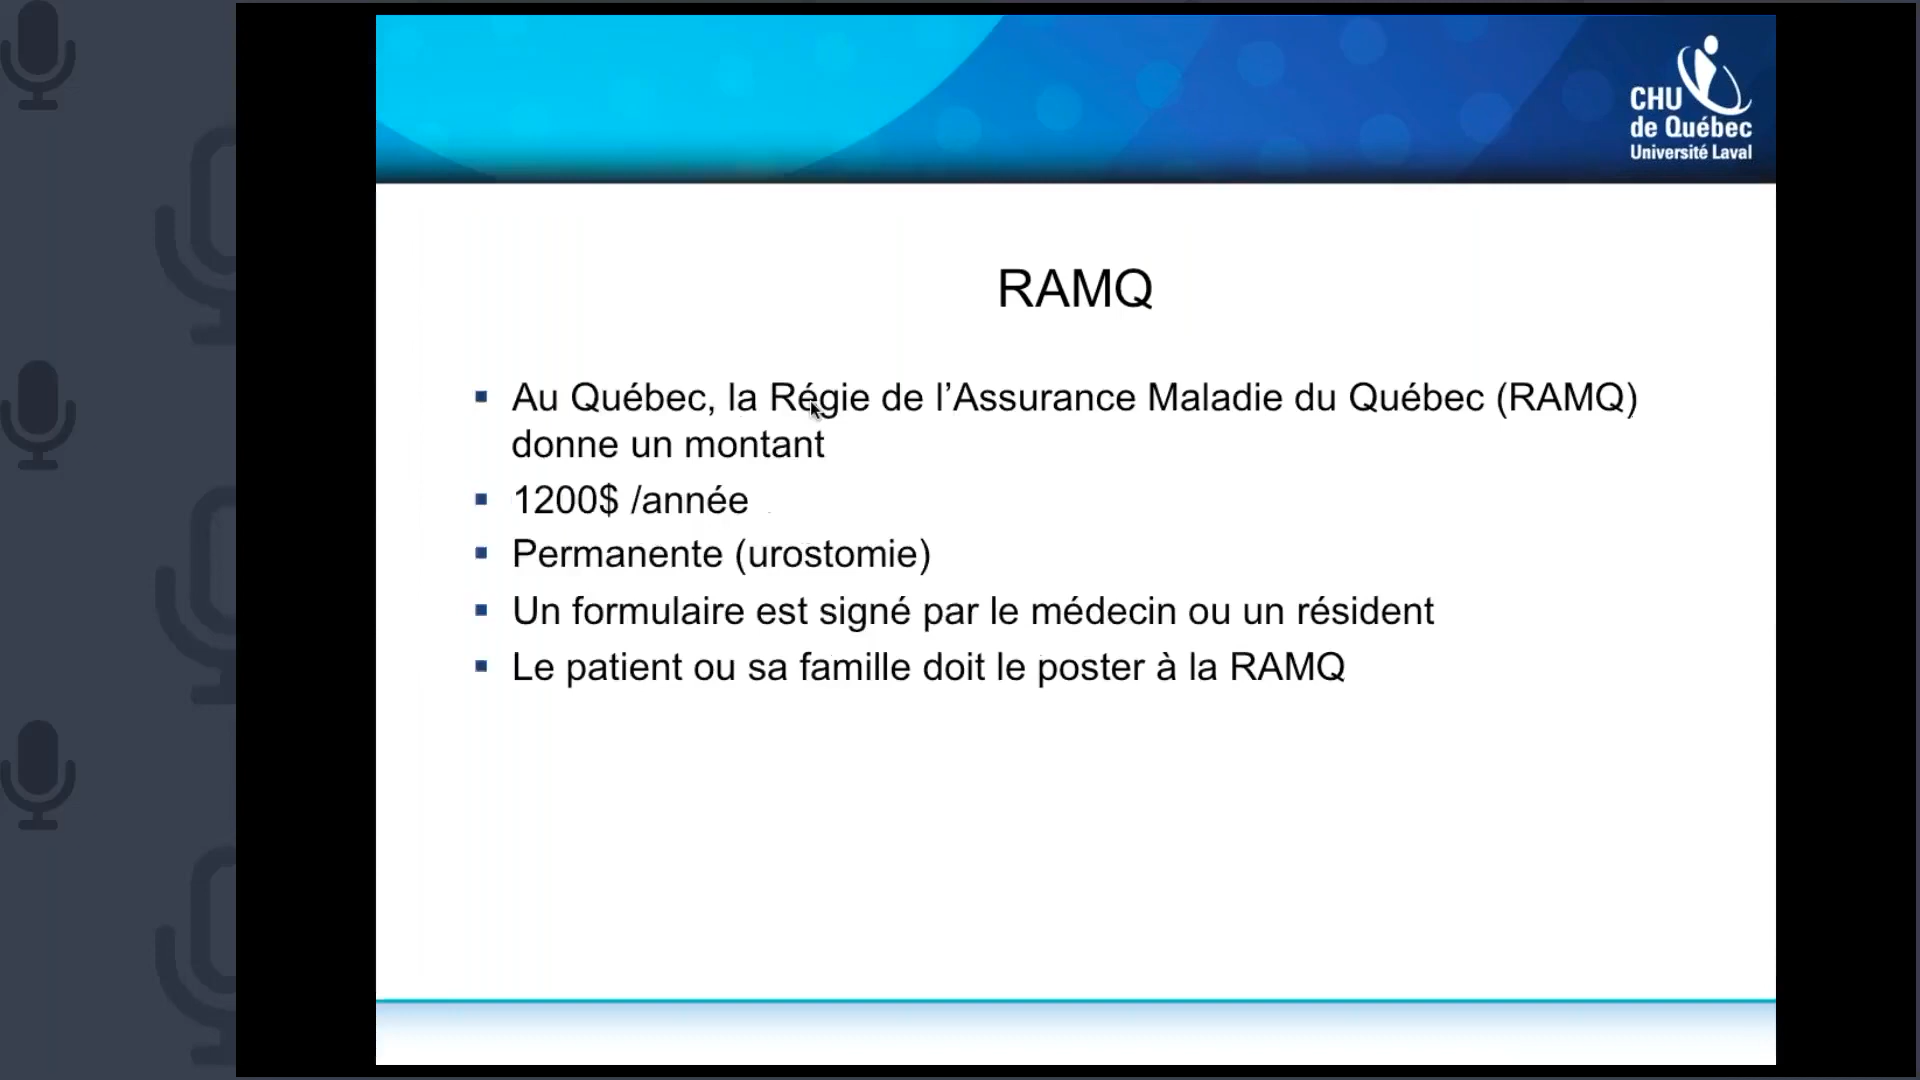 CHU
de Québec
Université Laval
RAMQ
Au Québec, la Régie de l’Assurance Maladie du Québec (RAMQ)
donne un montant
1200$ /année
Permanente (urostomie)
Un formulaire est signé par le médecin ou un résident
Le patient ou sa famille doit le poster à la RAMQ